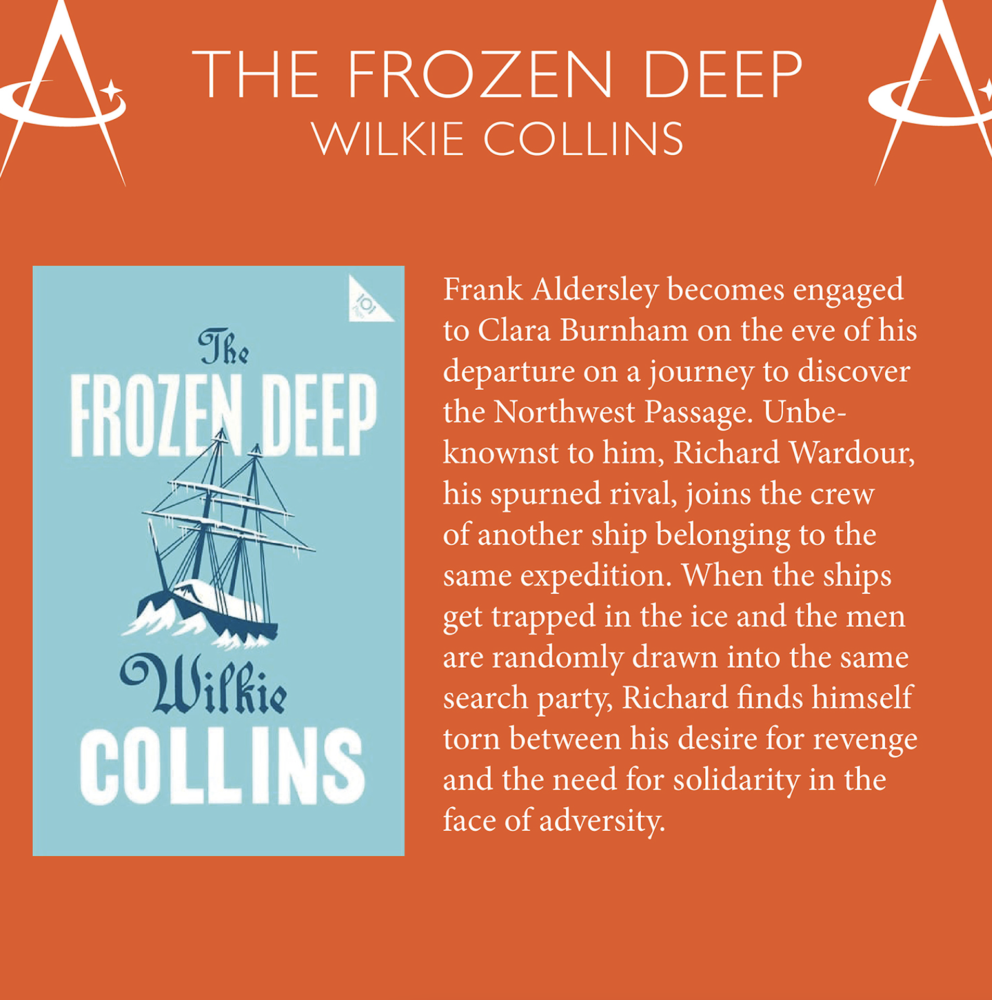 THE FROZEN DEEP
WILKIE COLLINS
101
The
FROZEN DEEP
Wilkie
COLLINS
Frank Aldersley becomes engaged
to Clara Burnham on the eve of his
departure on a journey to discover
the Northwest Passage. Unbe-
knownst to him, Richard Wardour,
his spurned rival, joins the crew
of another ship belonging to the
same expedition. When the ships
get trapped in the ice and the men
are randomly drawn into the same
search party, Richard finds himself
torn between his desire for revenge
and the need for solidarity in the
face of adversity.